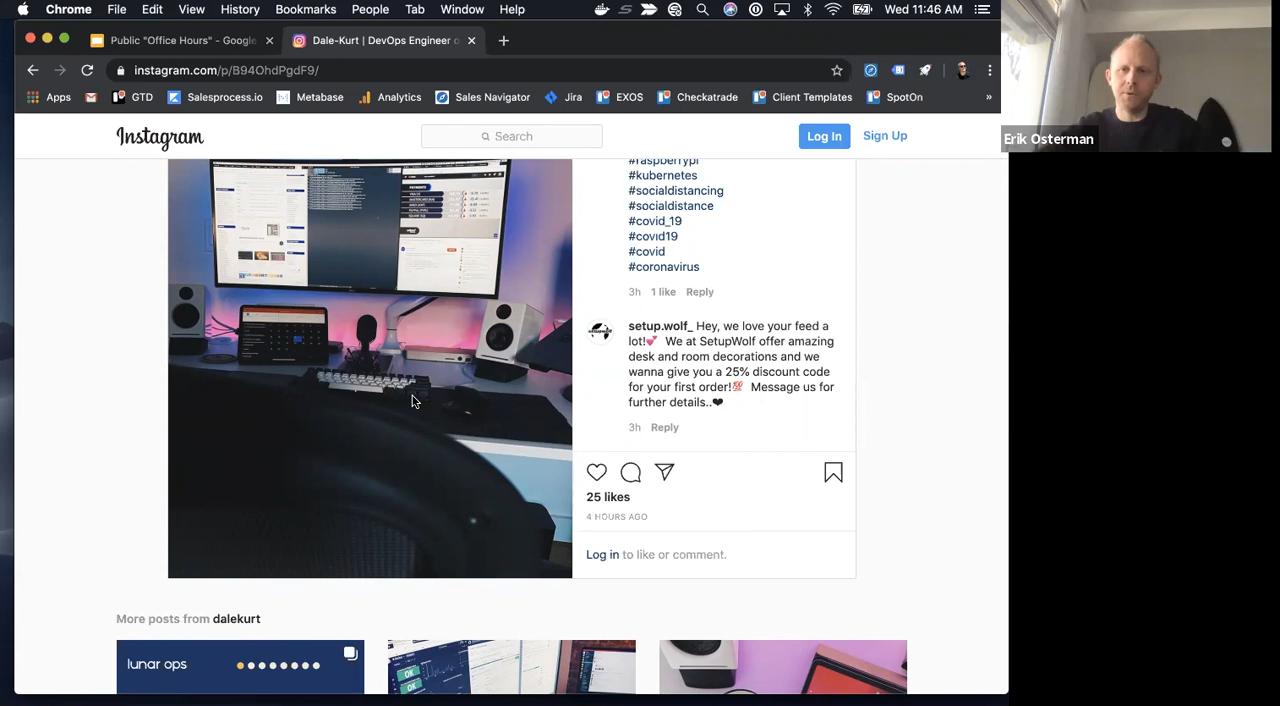 Chrome File Edit View History Bookmarks People Tab Window Help Wed 11:46 AM
Public "Office Hours" - Google
Dale-Kurt | DevOps Engineer o
instagram.com/p/B94OhdPgdF9/
Apps GTD Salesprocess.io Metabase Analytics Sales Navigator Jira EXOS Cheatltrade Client Templates SpotOn »
Erik Osterman
Instagram
Search
Log In
Sign Up
#raspberrypi
#kubernetes
#socialdistancing
#socialdistance
#covid_19
#covid19
#covid
#coronavirus
3h 1 like Reply
setup.wolf_ Hey, we love your feed a
lot!💕 We at SetupWolf offer amazing
desk and room decorations and we
wanna give you a 25% discount code
for your first order!💯 Message us for
further details..❤
3h Reply
25 likes
4 HOURS AGO
Log in to like or comment.
More posts from dalekurt
lunar ops
OK
OK